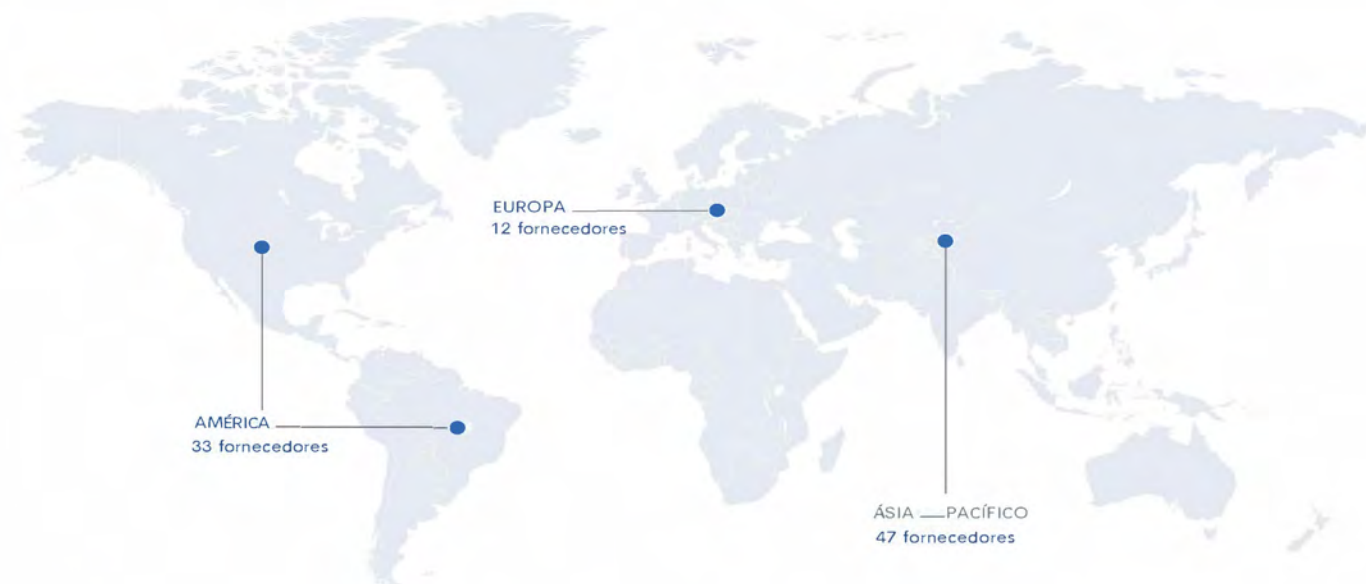 EUROPA
12 fornecedores
AMÉRICA
33 fornecedores
ÁSIA PACÍFICO
47 fornecedores